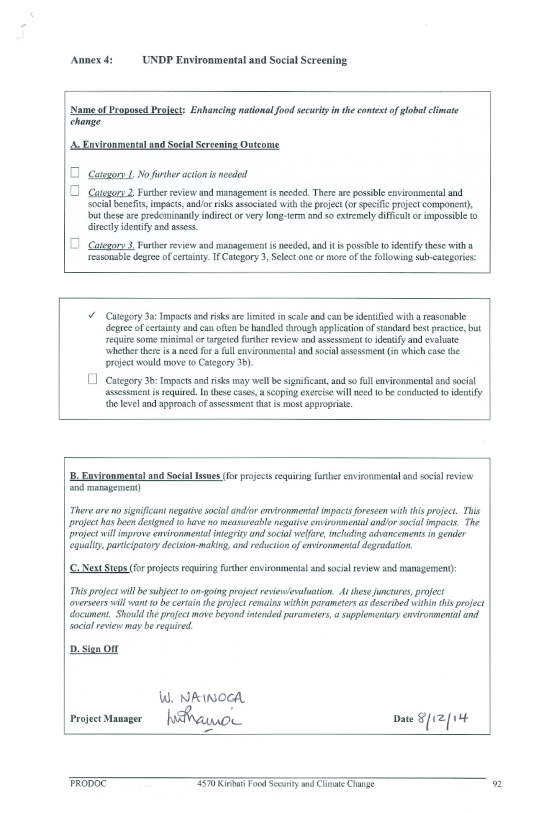 Annex 4: UNDP Environmental and Social Screening
Name of Proposed Project: Enhancing national food security in the context of global climate
change
A. Environmental and Social Screening Outcome
☐ Category 1. No further action is needed
☐ Category 2. Further review and management is needed. There are possible environmental and
social benefits, impacts, and/or risks associated with the project (or specific project component),
but these are predominantly indirect or very long-term and so extremely difficult or impossible to
directly identify and assess.
☐ Category 3. Further review and management is needed, and it is possible to identify these with a
reasonable degree of certainty. If Category 3, Select one or more of the following sub-categories:
✓ Category 3a: Impacts and risks are limited in scale and can be identified with a reasonable
degree of certainty and can often be handled through application of standard best practice, but
require some minimal or targeted further review and assessment to identify and evaluate
whether there is a need for a full environmental and social assessment (in which case the
project would move to Category 3b).
☐ Category 3b: Impacts and risks may well be significant, and so full environmental and social
assessment is required. In these cases, a scoping exercise will need to be conducted to identify
the level and approach of assessment that is most appropriate.
B. Environmental and Social Issues (for projects requiring further environmental and social review
and management)
There are no significant negative social and/or environmental impacts foreseen with this project. This
project has been designed to have no measureable negative environmental and/or social impacts. The
project will improve environmental integrity and social welfare, including advancements in gender
equality, participatory decision-making, and reduction of environmental degradation.
C. Next Steps (for projects requiring further environmental and social review and management):
This project will be subject to on-going project review/evaluation. At these junctures, project
overseers will want to be certain the project remains within parameters as described within this project
document. Should the project move beyond intended parameters, a supplementary environmental and
social review may be required.
D. Sign Off
W. NAINOCA
Project Manager Date 8/12/14
PRODOC 4570 Kiribati Food Security and Climate Change 92